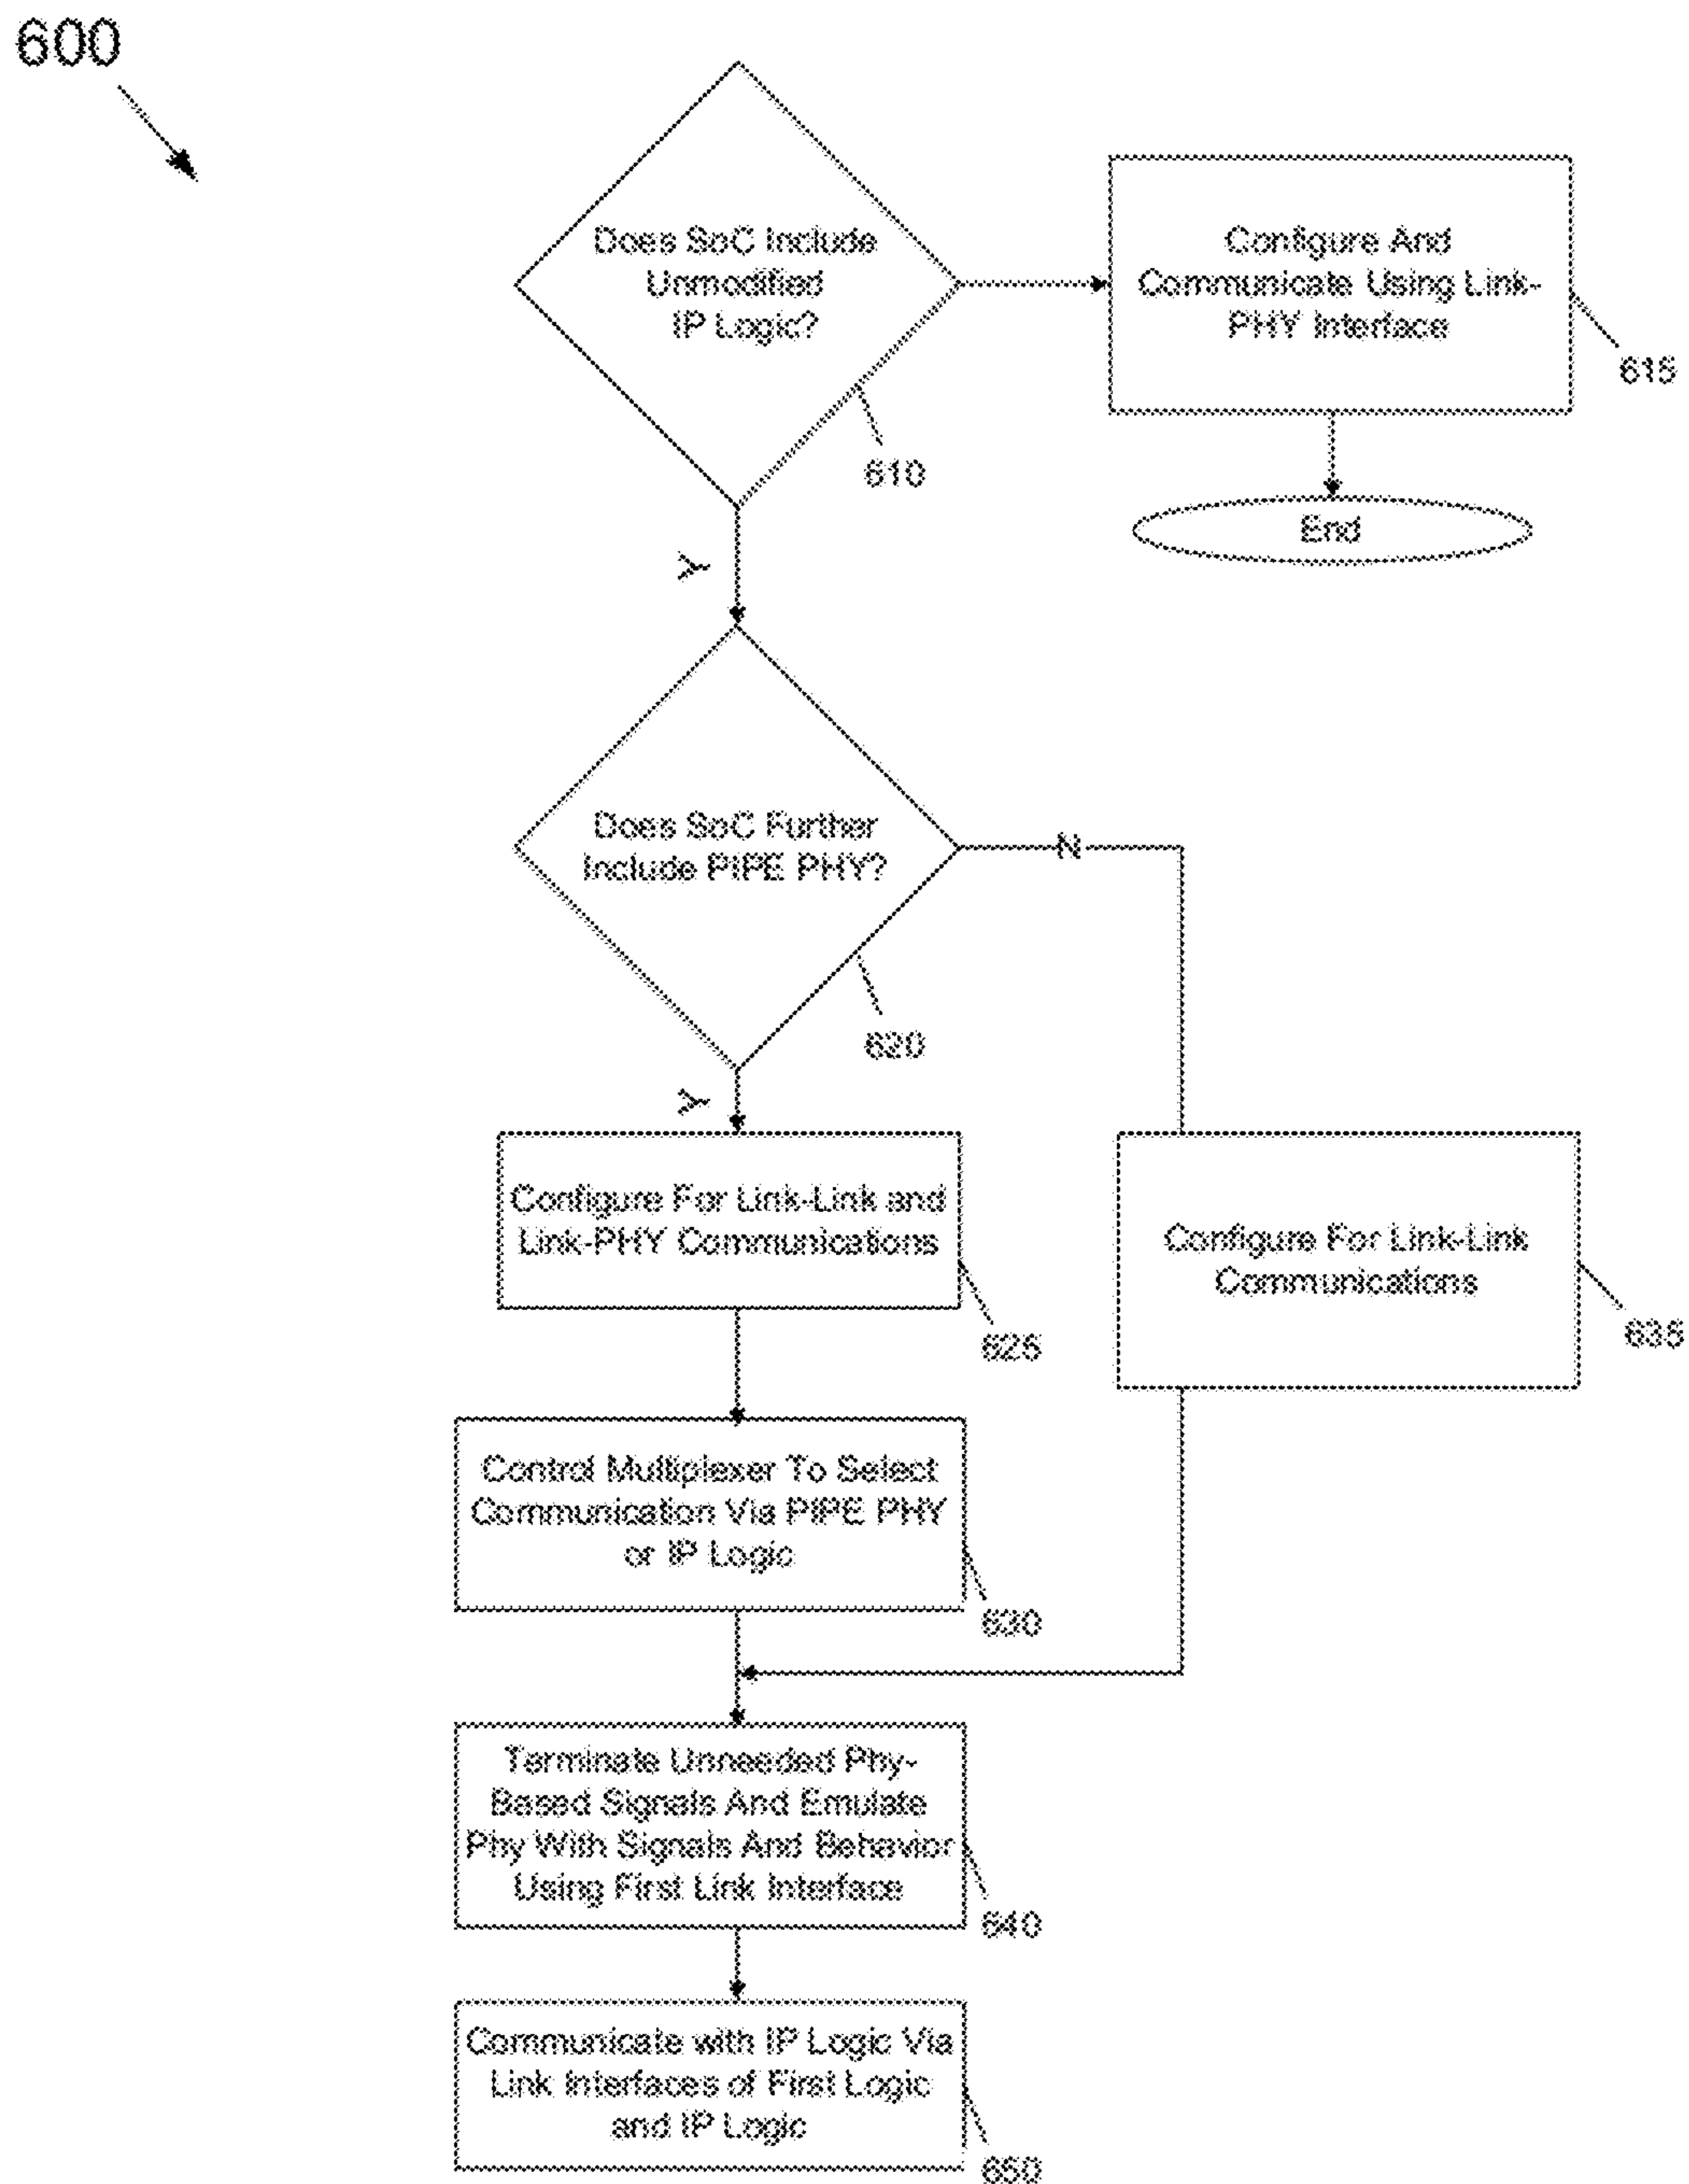 600
Does SoC Include
Unmodified
IP Logic?
610
Configure And
Communicate Using Link-
PHY Interface
615
End
Y
Does SoC Further
Include PIPE PHY?
N
620
Y
Configure For Link-Link and
Link-PHY Communications
625
Configure For Link-Link
Communications
635
Control Multiplexer To Select
Communication Via PIPE PHY
or IP Logic
630
Terminate Unneeded Phy-
Based Signals And Emulate
Phy With Signals And Behavior
Using First Link Interface
640
Communicate with IP Logic Via
Link Interfaces of First Logic
and IP Logic
650